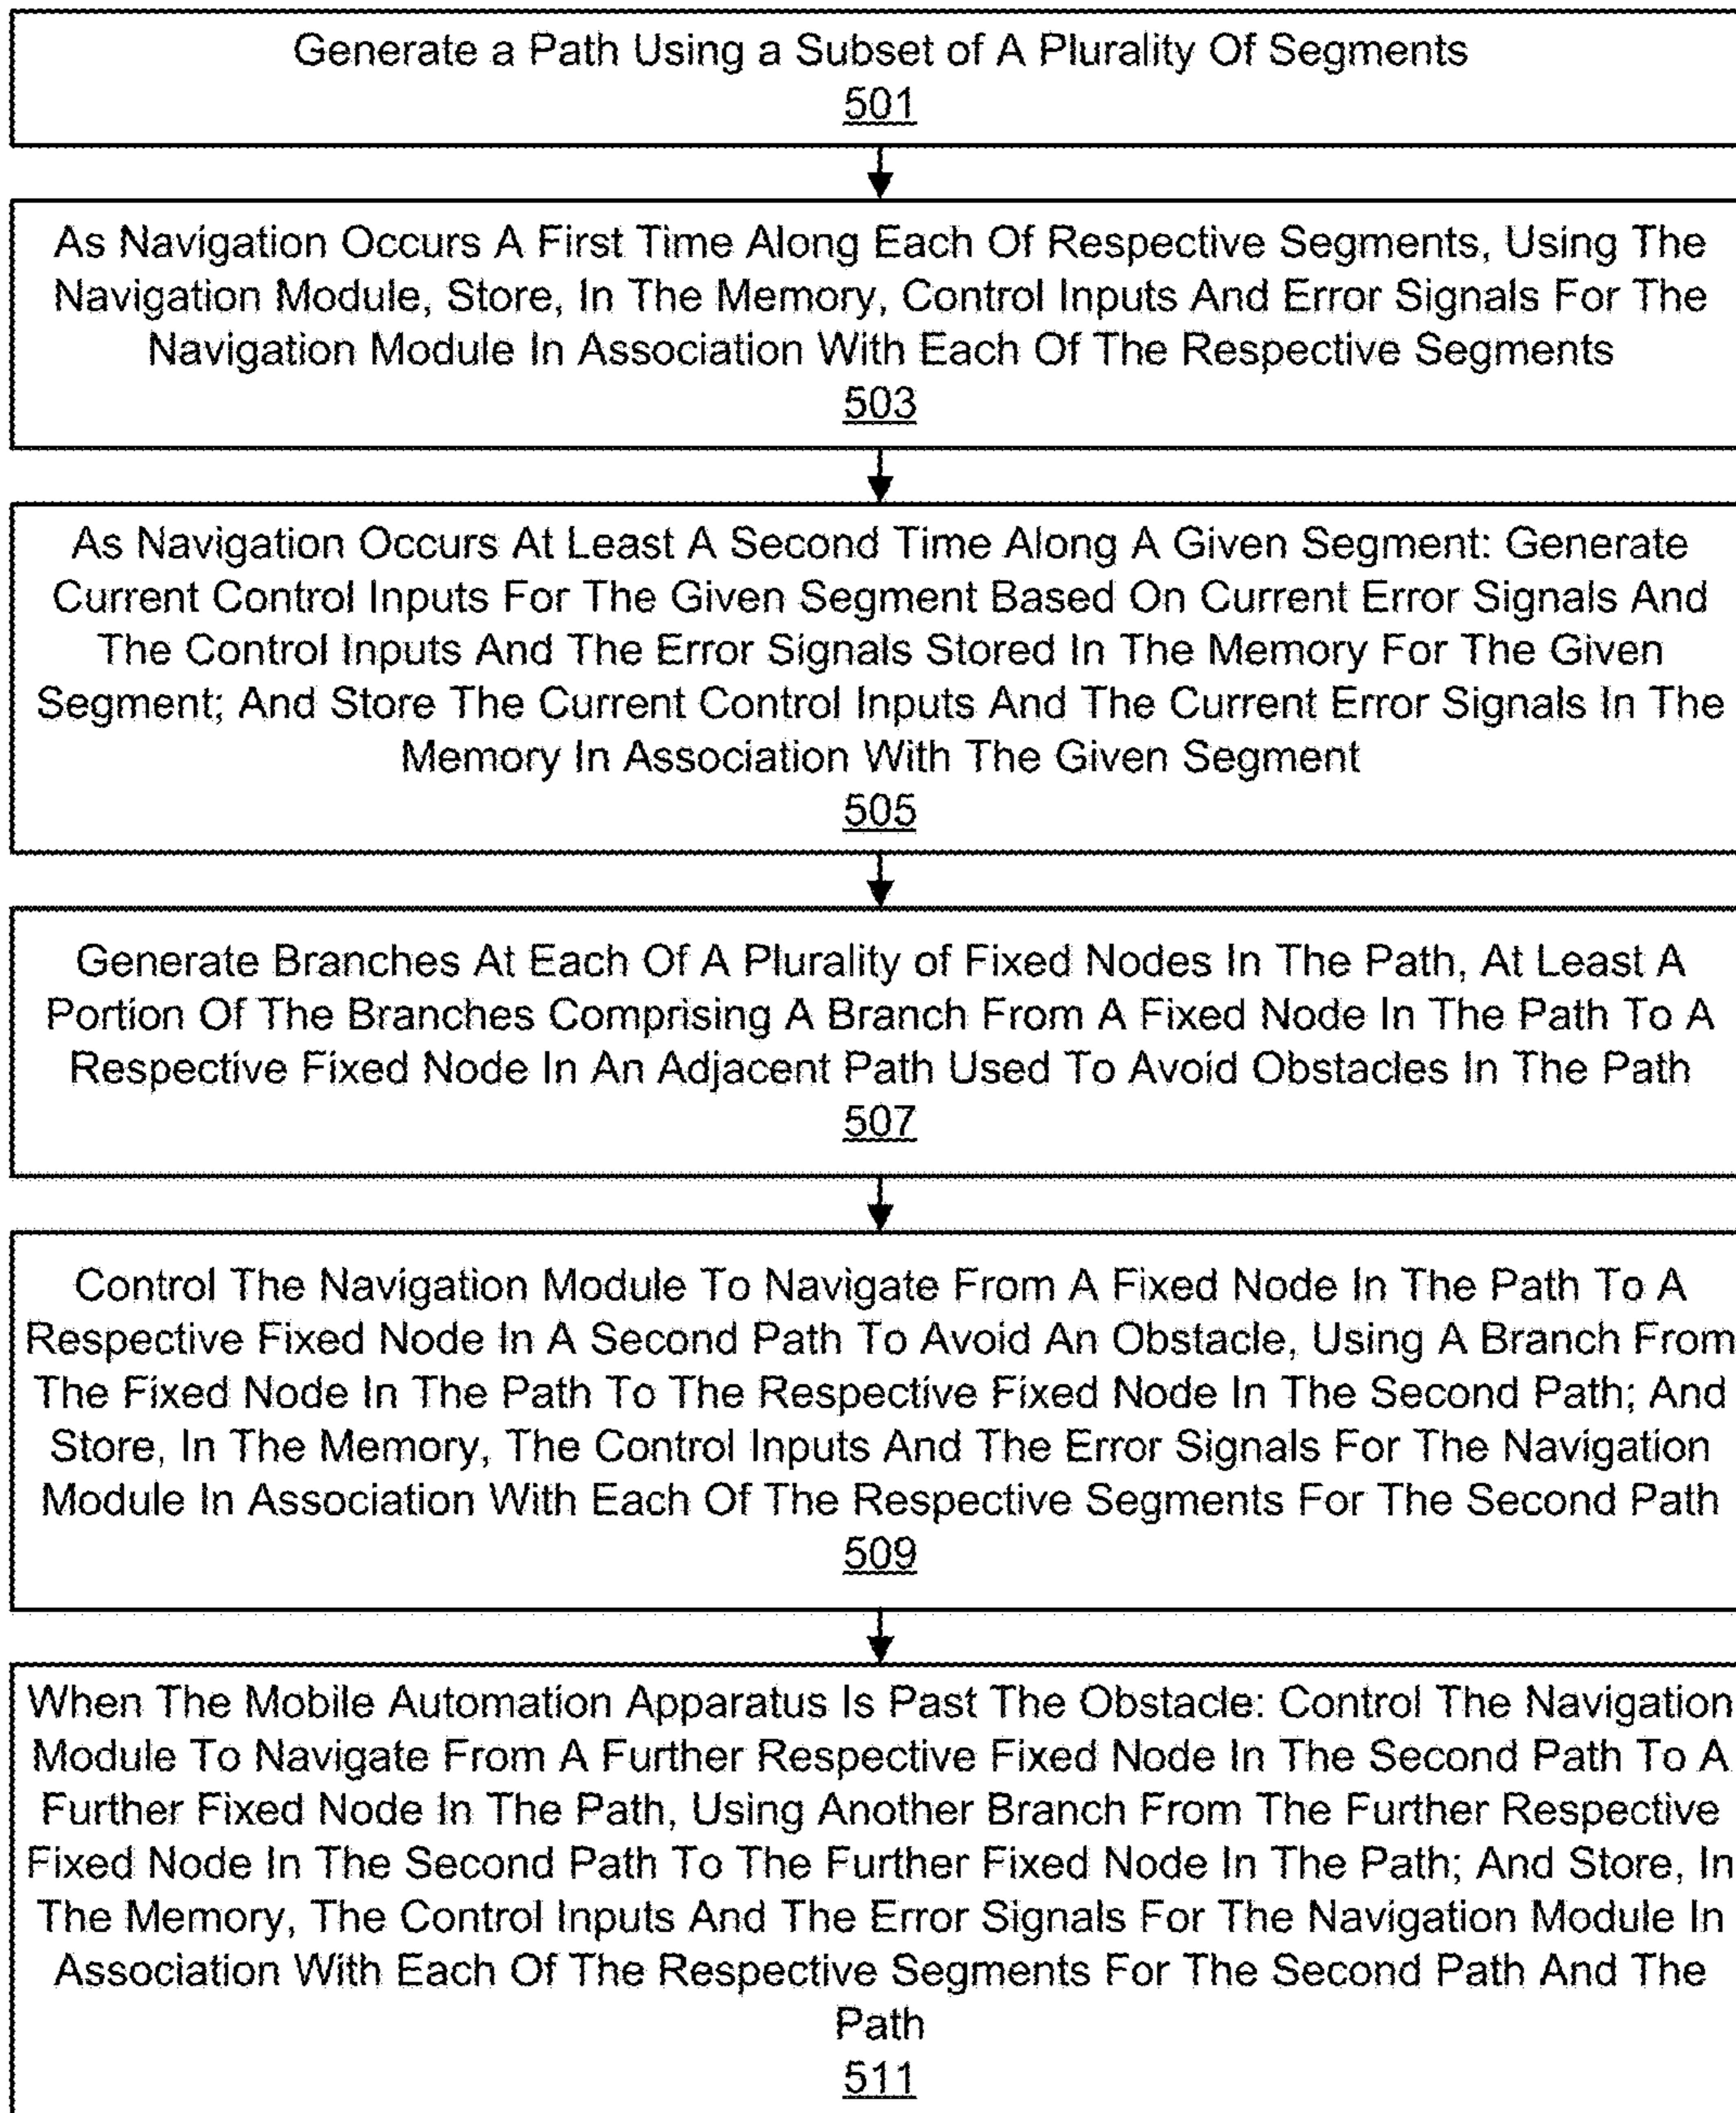 Generate a Path Using a Subset of A Plurality Of Segments
501
As Navigation Occurs A First Time Along Each Of Respective Segments, Using The
Navigation Module, Store, In The Memory, Control Inputs And Error Signals For The
Navigation Module In Association With Each Of The Respective Segments
503
As Navigation Occurs At Least A Second Time Along A Given Segment: Generate
Current Control Inputs For The Given Segment Based On Current Error Signals And
The Control Inputs And The Error Signals Stored In The Memory For The Given
Segment; And Store The Current Control Inputs And The Current Error Signals In The
Memory In Association With The Given Segment
505
Generate Branches At Each Of A Plurality of Fixed Nodes In The Path, At Least A
Portion Of The Branches Comprising A Branch From A Fixed Node In The Path To A
Respective Fixed Node In An Adjacent Path Used To Avoid Obstacles In The Path
507
Control The Navigation Module To Navigate From A Fixed Node In The Path To A
Respective Fixed Node In A Second Path To Avoid An Obstacle, Using A Branch From
The Fixed Node In The Path To The Respective Fixed Node In The Second Path; And
Store, In The Memory, The Control Inputs And The Error Signals For The Navigation
Module In Association With Each Of The Respective Segments For The Second Path
509
When The Mobile Automation Apparatus Is Past The Obstacle: Control The Navigation
Module To Navigate From A Further Respective Fixed Node In The Second Path To A
Further Fixed Node In The Path, Using Another Branch From The Further Respective
Fixed Node In The Second Path To The Further Fixed Node In The Path; And Store, In
The Memory, The Control Inputs And The Error Signals For The Navigation Module In
Association With Each Of The Respective Segments For The Second Path And The
Path
511